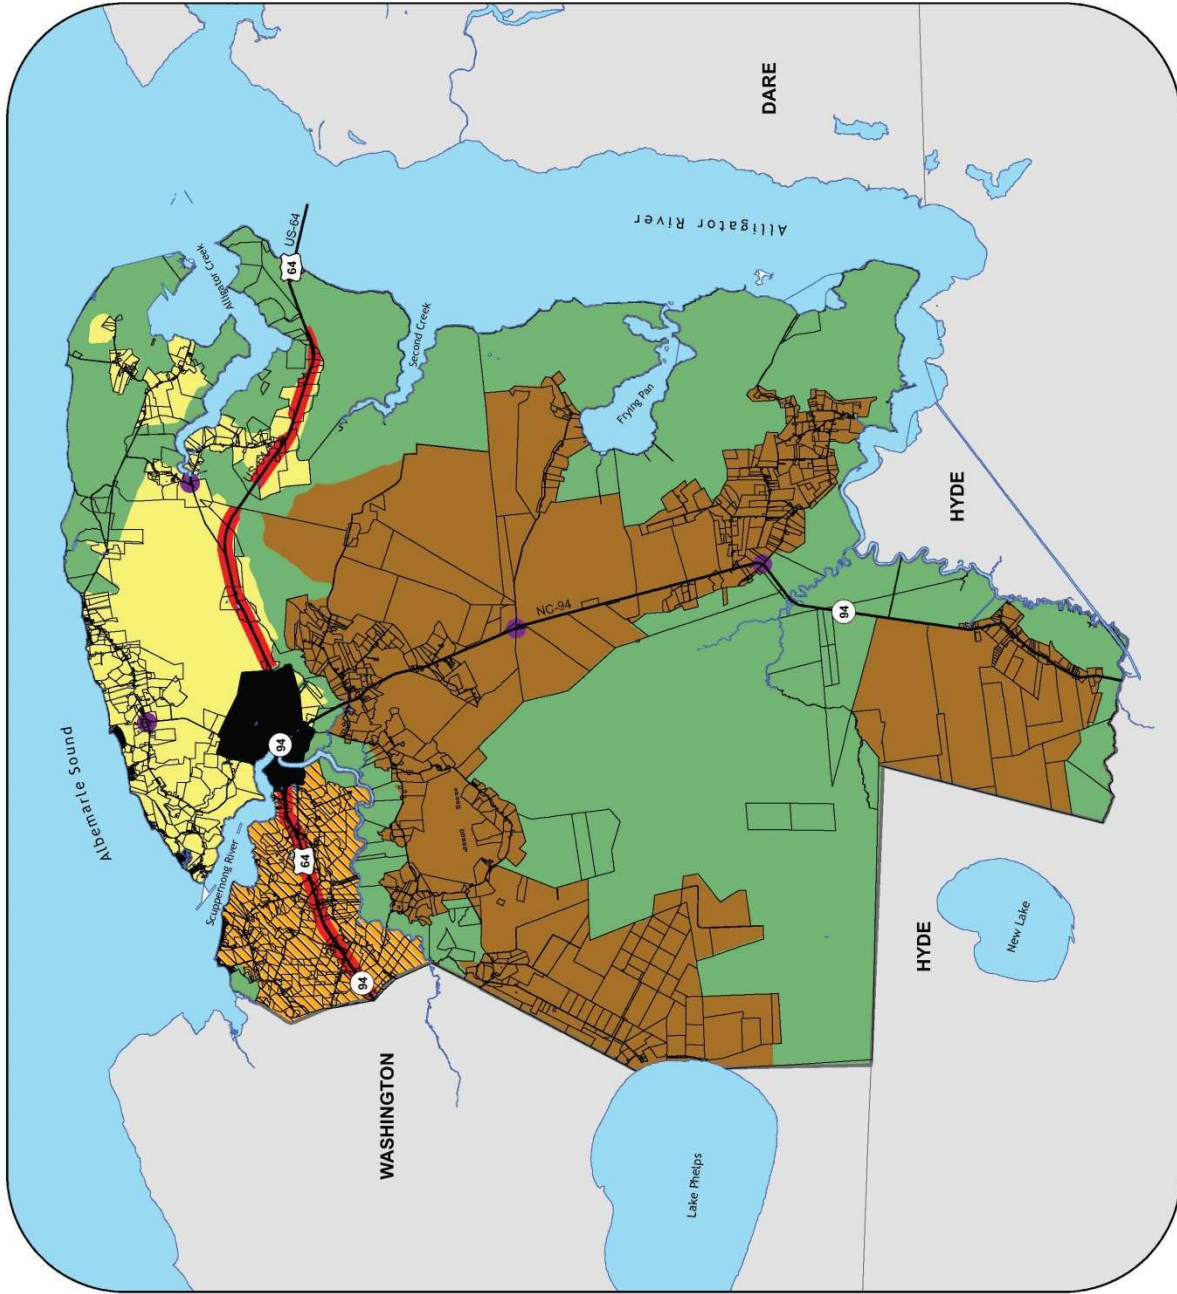 DARE
US-64
64
Alligator Creek
Alligator River
Second Creek
Frying Pan
Albemarle Sound
HYDE
NC-94
94
94
Scuppernong River
64
94
HYDE
New Lake
WASHINGTON
Lake Phelps